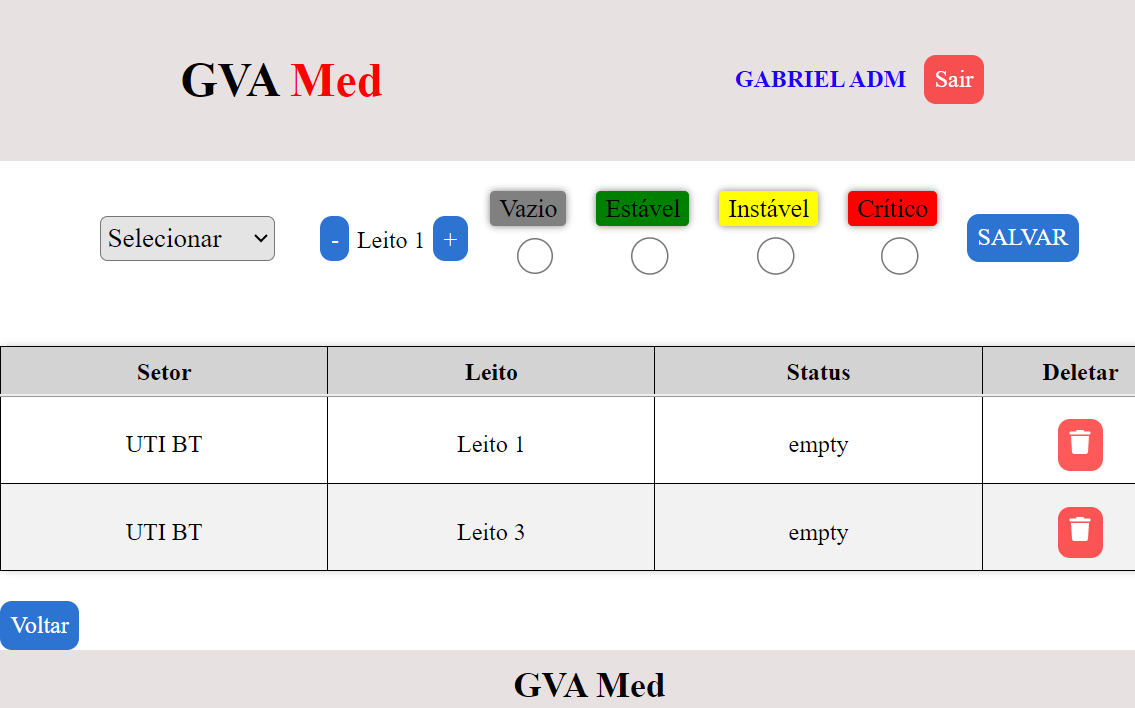 GVA Med
GABRIEL ADM Sair
Selecionar - Leito 1 + Vazio Estável Instável Crítico SALVAR
Setor Leito Status Deletar
UTI BT Leito 1 empty
UTI BT Leito 3 empty
Voltar
GVA Med